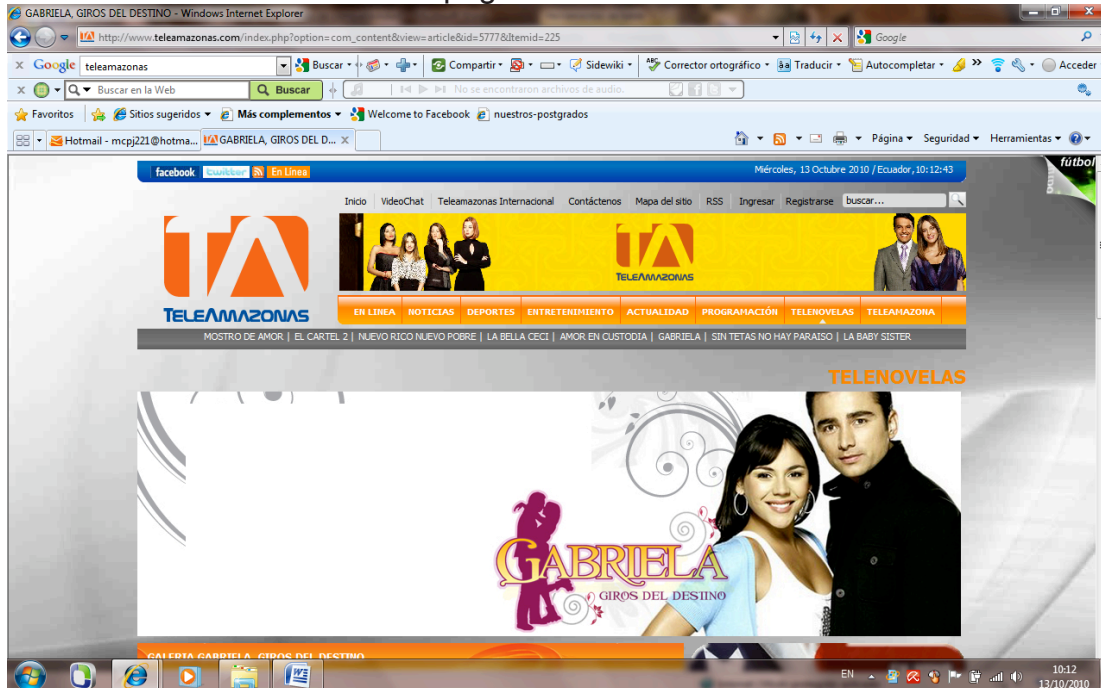 GABRIELA, GIROS DEL DESTINO - Windows Internet Explorer
http://www.teleamazonas.com/index.php?option=com_content&view=article&id=5777&Itemid=225
Google
Google teleamazonas Buscar Compartir Sidewiki Corrector ortográfico Traducir Autocompletar Acceder
Buscar en la Web Buscar No se encontraron archivos de audio.
Favoritos Sitios sugeridos Más complementos Welcome to Facebook nuestros-postgrados
Hotmail - mcpj221@hotma... GABRIELA, GIROS DEL D... Página Seguridad Herramientas
fútbol
facebook twitter En Linea Miércoles, 13 Octubre 2010 / Ecuador, 10:12:43
Inicio VideoChat Teleamazonas Internacional Contáctenos Mapa del sitio RSS Ingresar Registrarse buscar...
TA
TELEAMAZONAS
TA
TELEAMAZONAS
EN LINEA NOTICIAS DEPORTES ENTRETENIMIENTO ACTUALIDAD PROGRAMACIÓN TELENOVELAS TELEAMAZONA
MOSTRO DE AMOR | EL CARTEL 2 | NUEVO RICO NUEVO POBRE | LA BELLA CECI | AMOR EN CUSTODIA | GABRIELA | SIN TETAS NO HAY PARAISO | LA BABY SISTER
TELENOVELAS
GABRIELA
GIROS DEL DESTINO
GALERIA GABRIELA, GIROS DEL DESTINO
EN 10:12
13/10/2010